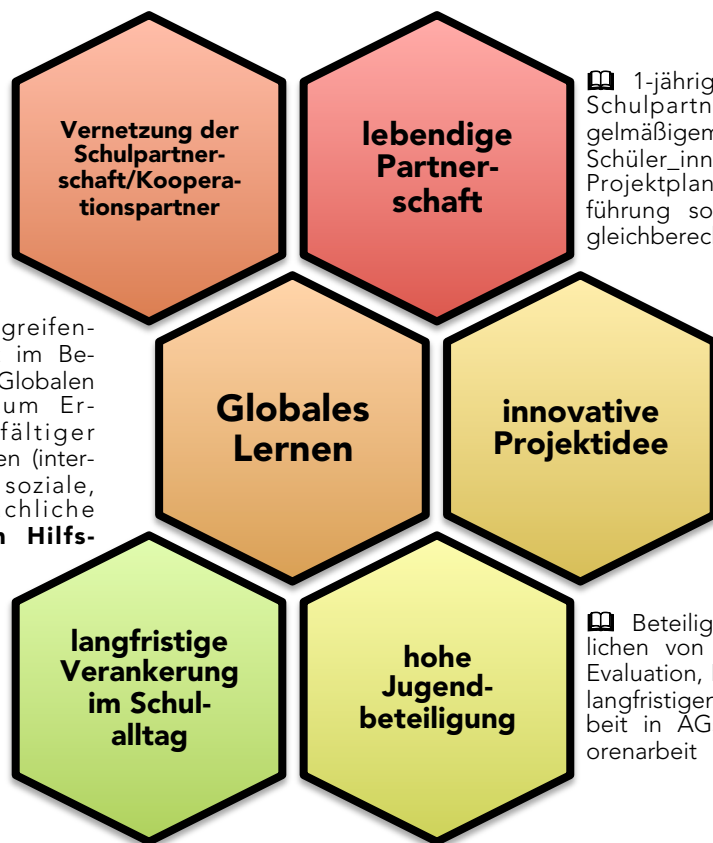 Vernetzung der
Schulpartner-
schaft/Koopera-
tionspartner
lebendige
Partner-
schaft
🕮 1-jährig
Schulpartn
gelmäßigem
Schüler_inn
Projektplan
führung so
gleichberec
greifen-
im Be-
Globalen
um Er-
fältiger
en (inter-
soziale,
chliche
Hilfs-
Globales
Lernen
innovative
Projektidee
langfristige
Verankerung
im Schul-
alltag
hohe
Jugend-
beteiligung
🕮 Beteilig
lichen von
Evaluation,
langfristigen
beit in AG
orenarbeit